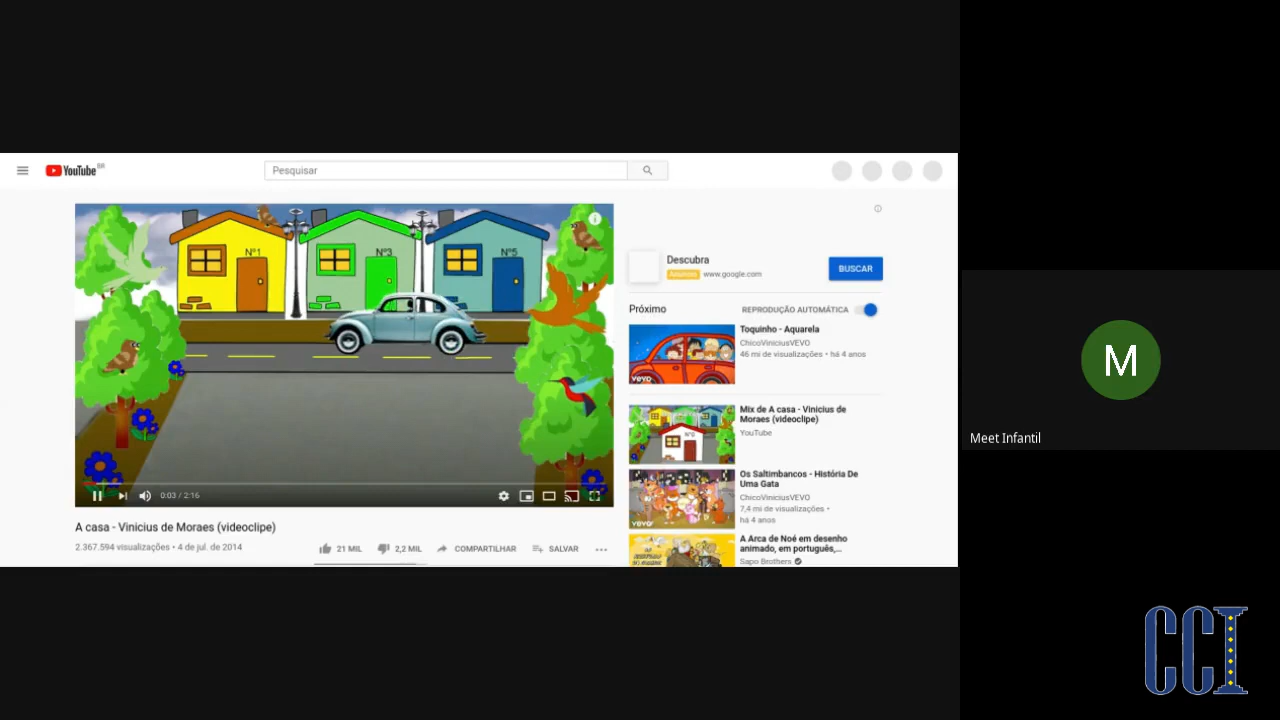 YouTube BR
Pesquisar
Nº1
Nº3
Nº5
0:03 / 2:16
A casa - Vinicius de Moraes (videoclipe)
2.367.594 visualizações • 4 de jul. de 2014
21 MIL
2,2 MIL
COMPARTILHAR
SALVAR
Descubra
Anúncio www.google.com
BUSCAR
Próximo
REPRODUÇÃO AUTOMÁTICA
Toquinho - Aquarela
ChicoViniciusVEVO
46 mi de visualizações • há 4 anos
vevo
Mix de A casa - Vinicius de
Moraes (videoclipe)
YouTube
Os Saltimbancos - História De
Uma Gata
ChicoViniciusVEVO
7,4 mi de visualizações •
há 4 anos
vevo
A Arca de Noé em desenho
animado, em português,...
Sapo Brothers
M
Meet Infantil
CCI